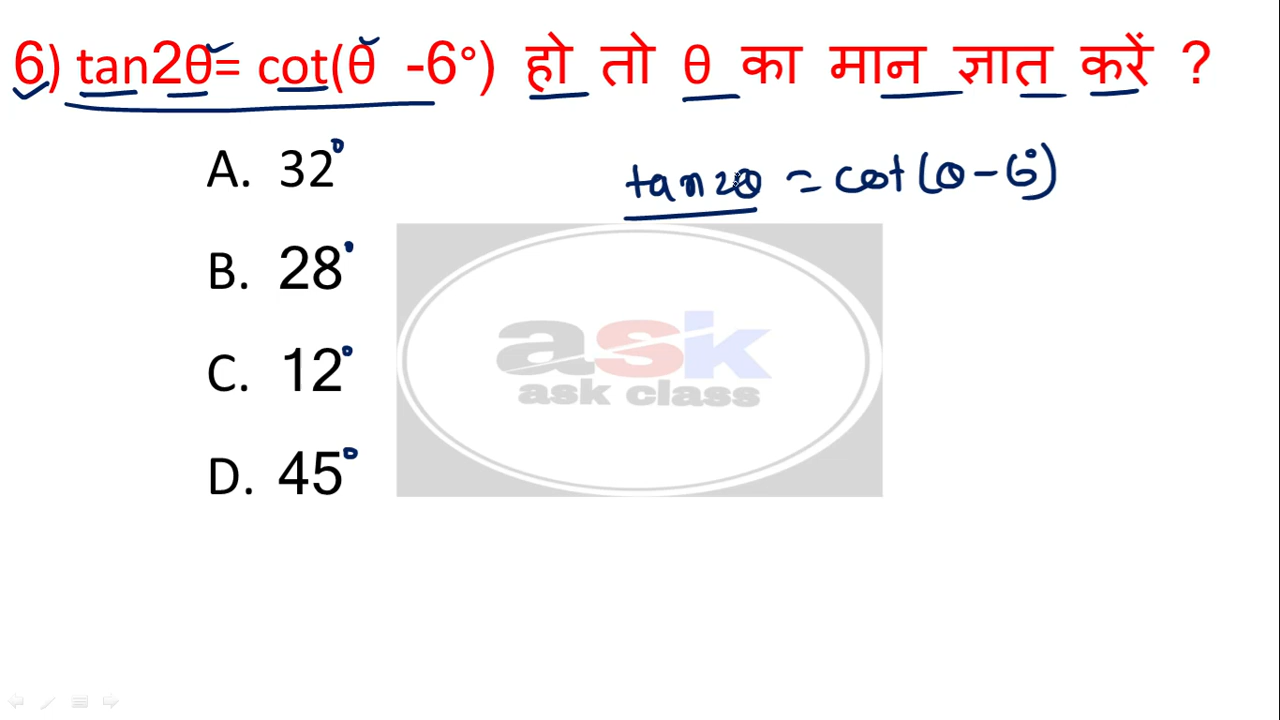 6) tan2θ= cot(θ -6°) हो तो θ का मान ज्ञात करें ?
A. 32°
tan2θ = cot(θ-6°)
B. 28°
C. 12°
D. 45°
ask
ask class